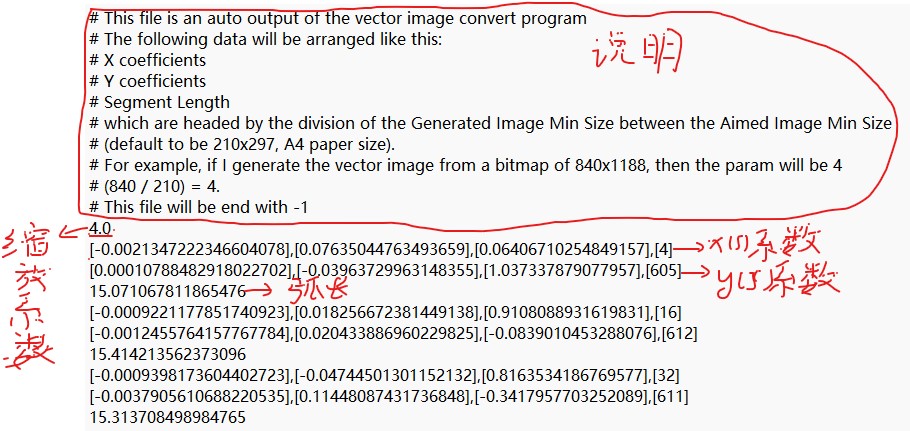 # This file is an auto output of the vector image convert program
# The following data will be arranged like this:
# X coefficients
# Y coefficients
# Segment Length
# which are headed by the division of the Generated Image Min Size between the Aimed Image Min Size
# (default to be 210x297, A4 paper size).
# For example, if I generate the vector image from a bitmap of 840x1188, then the param will be 4
# (840 / 210) = 4.
# This file will be end with -1
说明
4.0
缩放系数
[-0.0021347222346604078],[0.07635044763493659],[0.06406710254849157],[4]
x(s)系数
[0.00010788482918022702],[-0.03963729963148355],[1.037337879077957],[605]
y(s)系数
15.071067811865476
弧长
[-0.0009221177851740923],[0.018256672381449138],[0.9108088931619831],[16]
[-0.0012455764157767784],[0.020433886960229825],[-0.0839010453288076],[612]
15.414213562373096
[-0.0009398173604402723],[-0.04744501301152132],[0.8163534186769577],[32]
[-0.0037905610688220535],[0.11448087431736848],[-0.3417957703252089],[611]
15.313708498984765